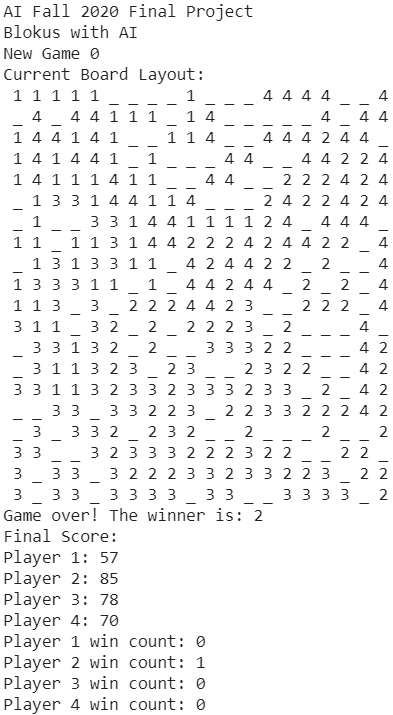 AI Fall 2020 Final Project
Blokus with AI
New Game 0
Current Board Layout:
1 1 1 1 1 _ _ _ _ 1 _ _ _ 4 4 4 4 _ _ 4
_ 4 _ 4 4 1 1 1 _ 1 4 _ _ _ _ _ 4 _ 4 4
1 4 4 1 4 1 _ _ 1 1 4 _ _ 4 4 4 2 4 4 _
1 4 1 4 4 1 _ 1 _ _ _ 4 4 _ _ 4 4 2 2 4
1 4 1 1 1 4 1 1 _ _ 4 4 _ _ 2 2 2 4 2 4
_ 1 3 3 1 4 4 1 1 4 _ _ _ 2 4 2 2 4 2 4
_ 1 _ _ 3 3 1 4 4 1 1 1 1 2 4 _ 4 4 4 _
1 1 _ 1 1 3 1 4 4 2 2 2 4 2 4 4 2 2 _ 4
_ 1 3 1 3 3 1 1 _ 4 2 4 4 2 2 _ 2 _ _ 4
1 3 3 3 1 1 _ 1 _ 4 4 2 4 4 _ 2 _ 2 _ 4
1 1 3 _ 3 _ 2 2 2 4 4 2 3 _ _ 2 2 2 _ 4
3 1 1 _ 3 2 _ 2 _ 2 2 2 3 _ 2 _ _ _ 4 _
_ 3 3 1 3 2 _ 2 _ _ 3 3 3 2 2 _ _ _ 4 2
_ 3 1 1 3 2 3 _ 2 3 _ _ 2 3 2 2 _ _ 4 2
3 3 1 1 3 2 3 3 2 3 3 3 2 3 3 _ 2 _ 4 2
_ _ 3 3 _ 3 3 2 2 3 _ 2 2 3 3 2 2 2 4 2
_ 3 _ 3 3 2 _ 2 3 2 _ _ 2 _ _ _ 2 _ _ 2
3 3 _ _ 3 2 3 3 3 2 2 2 3 2 2 _ _ 2 2 _
3 _ 3 3 _ 3 2 2 2 3 3 2 3 3 2 2 3 _ 2 2
3 _ 3 3 _ 3 3 3 3 _ 3 3 _ _ 3 3 3 3 _ 2
Game over! The winner is: 2
Final Score:
Player 1: 57
Player 2: 85
Player 3: 78
Player 4: 70
Player 1 win count: 0
Player 2 win count: 1
Player 3 win count: 0
Player 4 win count: 0